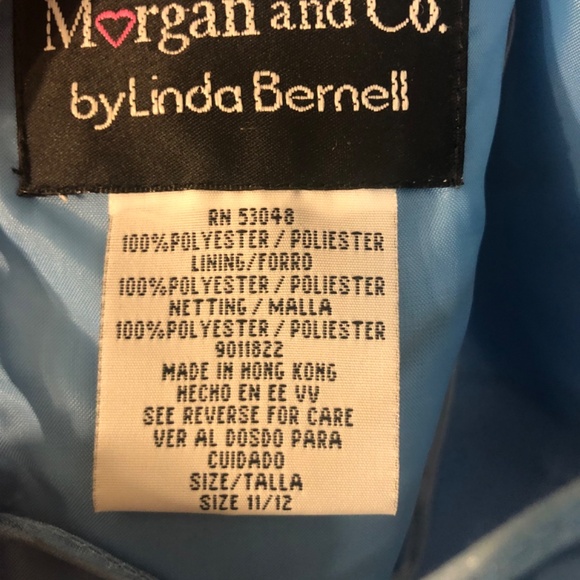 Morgan and Co.
by Linda Bernell
RN 53048
100%POLYESTER / POLIESTER
LINING/FORRO
100%POLYESTER / POLIESTER
NETTING / MALLA
100%POLYESTER / POLIESTER
9011822
MADE IN HONG KONG
HECHO EN EE VV
SEE REVERSE FOR CARE
VER AL DOSDO PARA
CUIDADO
SIZE/TALLA
SIZE 11/12